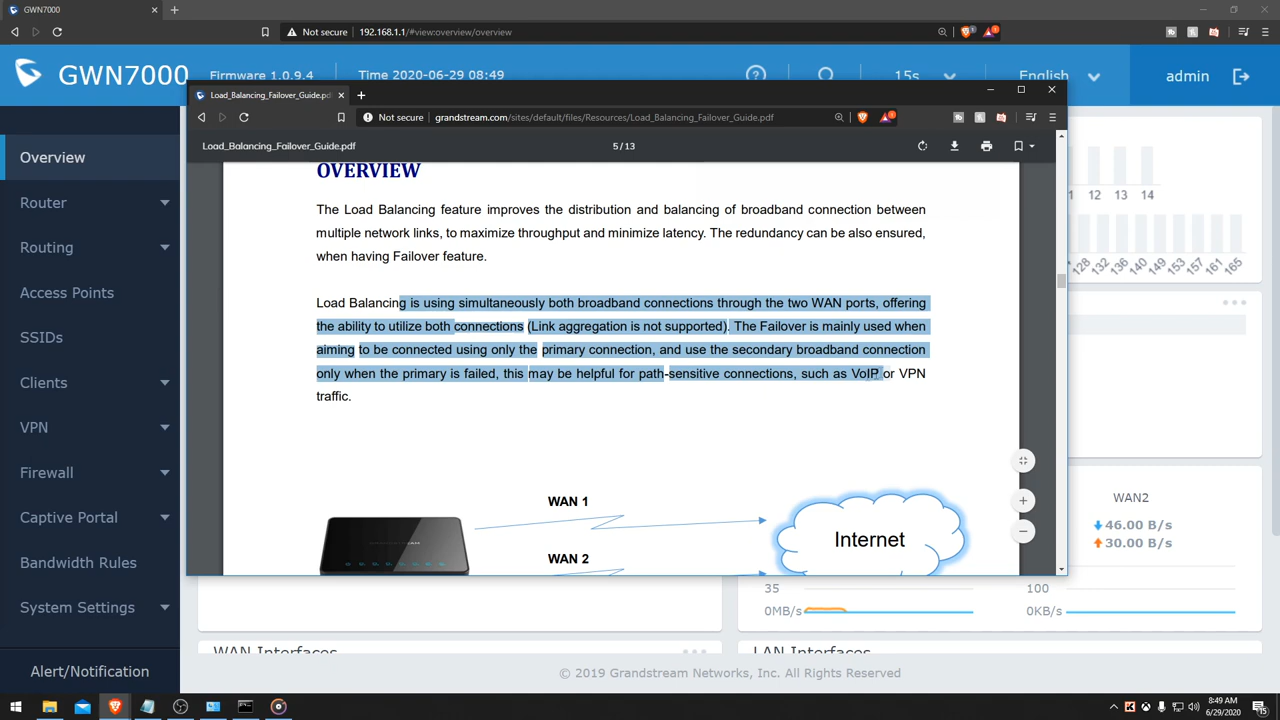 GWN7000
Not secure 192.168.1.1/#view:overview/overview
GWN7000
Firmware 1.0.9.4
Time 2020-06-29 08:49
15s
English
admin
Overview
Router
Routing
Access Points
SSIDs
Clients
VPN
Firewall
Captive Portal
Bandwidth Rules
System Settings
Alert/Notification
Load_Balancing_Failover_Guide.pd
Not secure grandstream.com/sites/default/files/Resources/Load_Balancing_Failover_Guide.pdf
Load_Balancing_Failover_Guide.pdf
5 / 13
OVERVIEW
The Load Balancing feature improves the distribution and balancing of broadband connection between
multiple network links, to maximize throughput and minimize latency. The redundancy can be also ensured,
when having Failover feature.
Load Balancing is using simultaneously both broadband connections through the two WAN ports, offering
the ability to utilize both connections (Link aggregation is not supported). The Failover is mainly used when
aiming to be connected using only the primary connection, and use the secondary broadband connection
only when the primary is failed, this may be helpful for path-sensitive connections, such as VoIP or VPN
traffic.
WAN 1
WAN 2
Internet
12 13 14
128 132 136 140 149 153 157 161 165
WAN2
46.00 B/s
30.00 B/s
35
0MB/s
100
0KB/s
WAN Interfaces
LAN Interfaces
© 2019 Grandstream Networks, Inc. All Rights Reserved
8:49 AM
6/29/2020
15